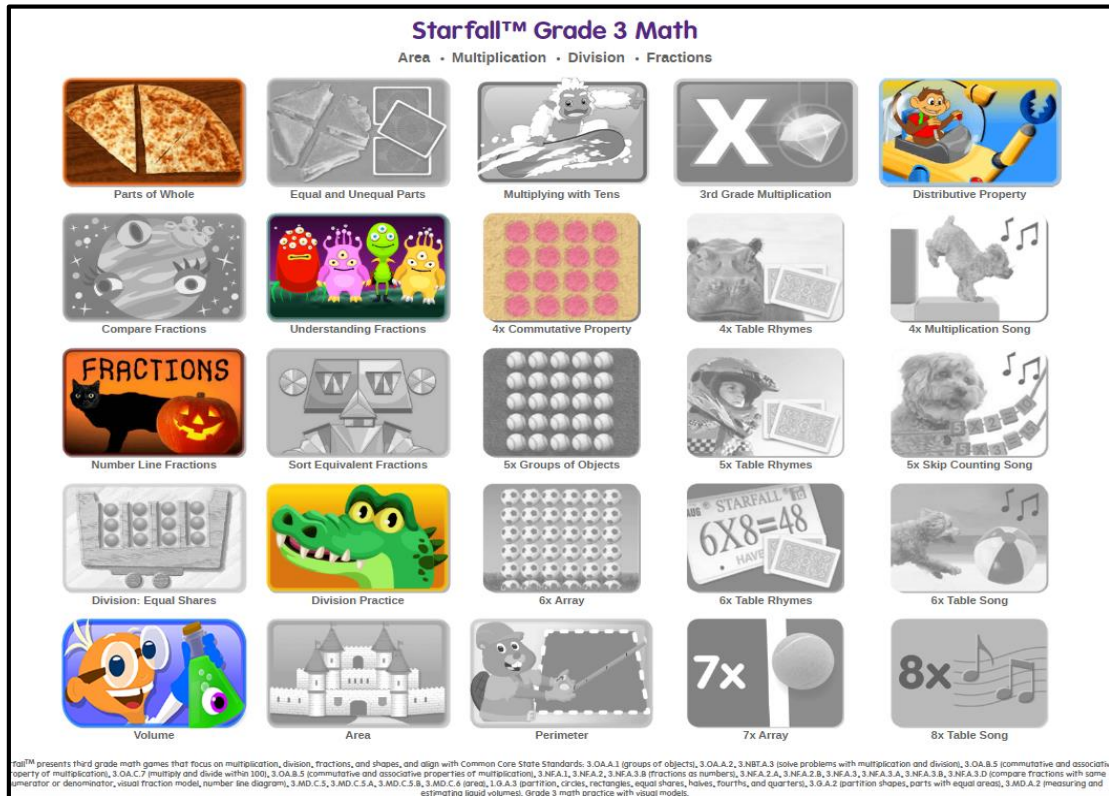 Starfall™ Grade 3 Math
Area • Multiplication • Division • Fractions
Parts of Whole
Equal and Unequal Parts
X
Multiplying with Tens
3rd Grade Multiplication
Distributive Property
Compare Fractions
Understanding Fractions
4x Commutative Property
4x Table Rhymes
4x Multiplication Song
FRACTIONS
Number Line Fractions
Sort Equivalent Fractions
5x Groups of Objects
5x Table Rhymes
5X2=
5X3=
5x Skip Counting Song
AUG STARFALL
6X8=48
HAVE
Division: Equal Shares
Division Practice
6x Array
6x Table Rhymes
6x Table Song
7x
8x
Volume
Area
Perimeter
7x Array
8x Table Song
rfall™ presents third grade math games that focus on multiplication, division, fractions, and shapes, and align with Common Core State Standards: 3.OA.A.1 (groups of objects), 3.OA.A.2, 3.NBT.A.3 (solve problems with multiplication and division), 3.OA.B.5 (commutative and associativ
roperty of multiplication), 3.OA.C.7 (multiply and divide within 100), 3.OA.B.5 (commutative and associative properties of multiplication), 3.NF.A.1, 3.NF.A.2, 3.NF.A.3.B (fractions as numbers), 3.NF.A.2.A, 3.NF.A.2.B, 3.NF.A.3, 3.NF.A.3.A, 3.NF.A.3.B, 3.NF.A.3.D (compare fractions with same
umerator or denominator, visual fraction model, number line diagram), 3.MD.C.5, 3.MD.C.5.A, 3.MD.C.5.B, 3.MD.C.6 (area), 1.G.A.3 (partition, circles, rectangles, equal shares, halves, fourths, and quarters), 3.G.A.2 (partition shapes, parts with equal areas), 3.MD.A.2 (measuring and
estimating liquid volumes). Grade 3 math practice with visual models.